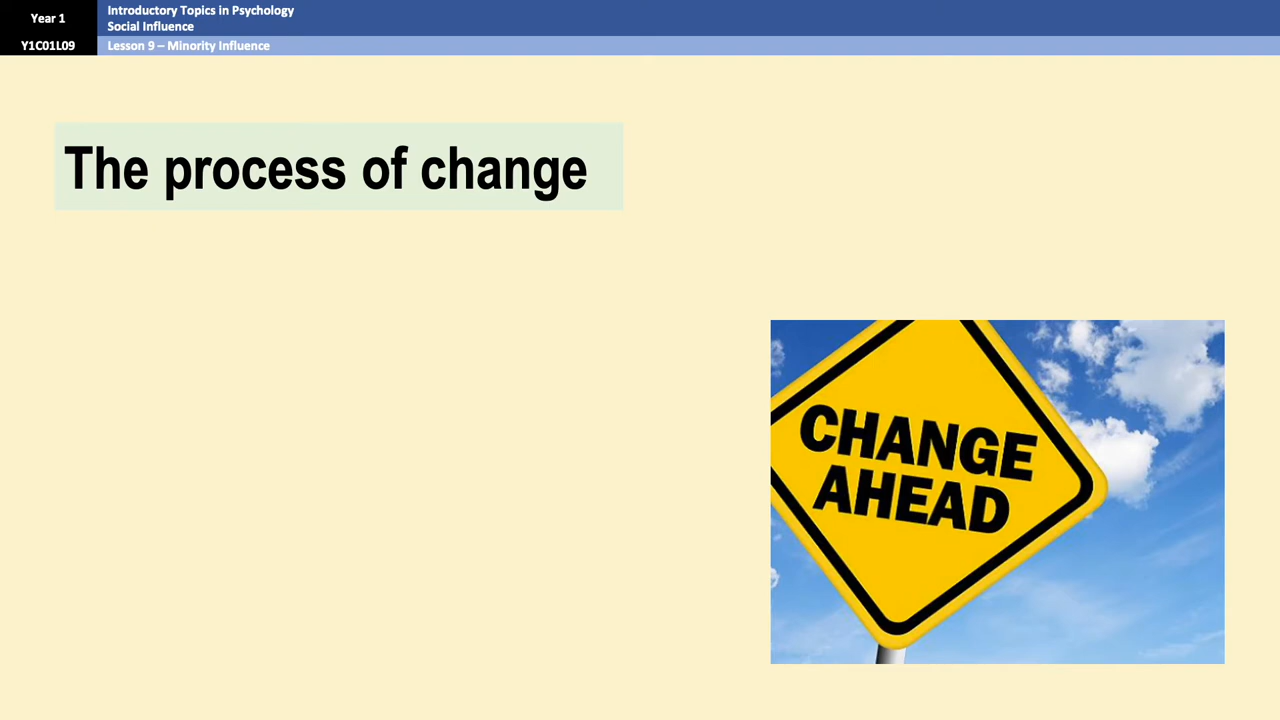 Year 1
Introductory Topics in Psychology
Social Influence
Y1C01L09
Lesson 9 – Minority Influence
The process of change
CHANGE
AHEAD